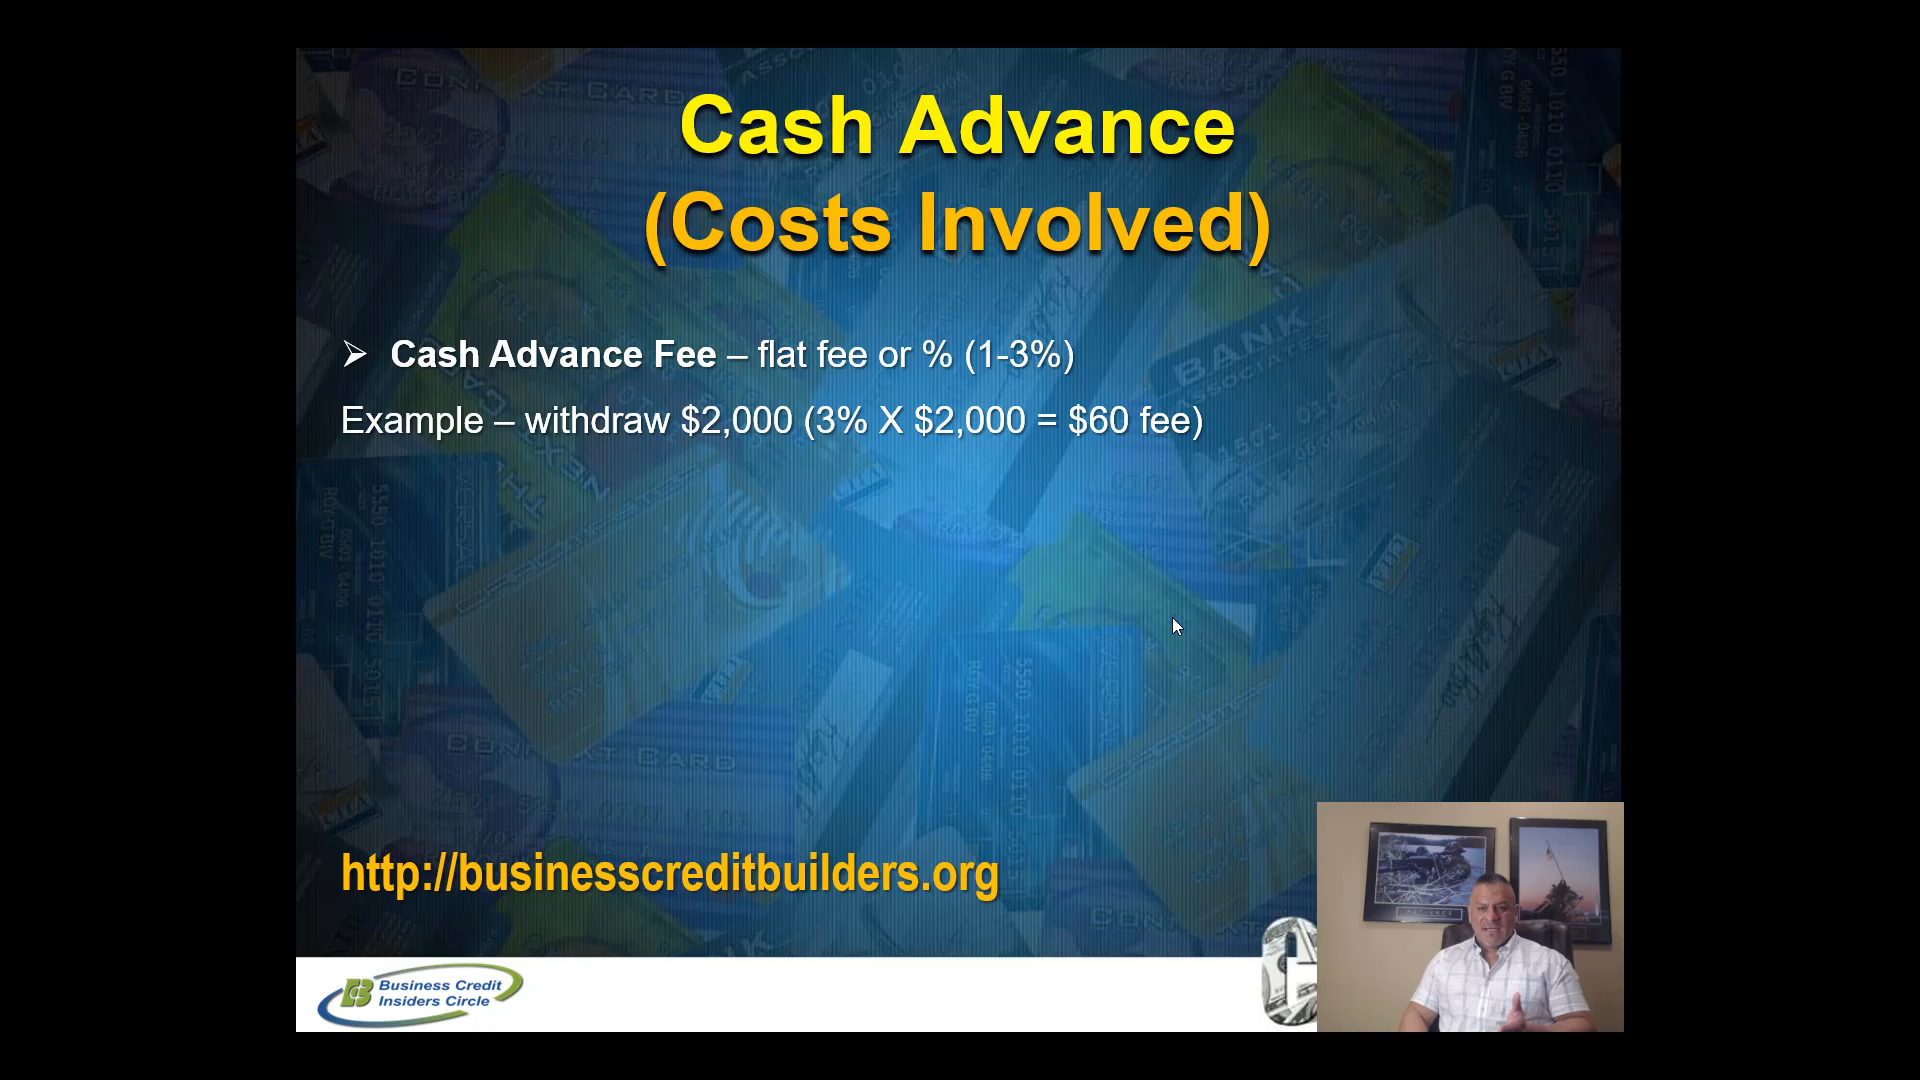 Cash Advance
(Costs Involved)
➢ Cash Advance Fee – flat fee or % (1-3%)
Example – withdraw $2,000 (3% X $2,000 = $60 fee)
http://businesscreditbuilders.org
Business Credit
Insiders Circle